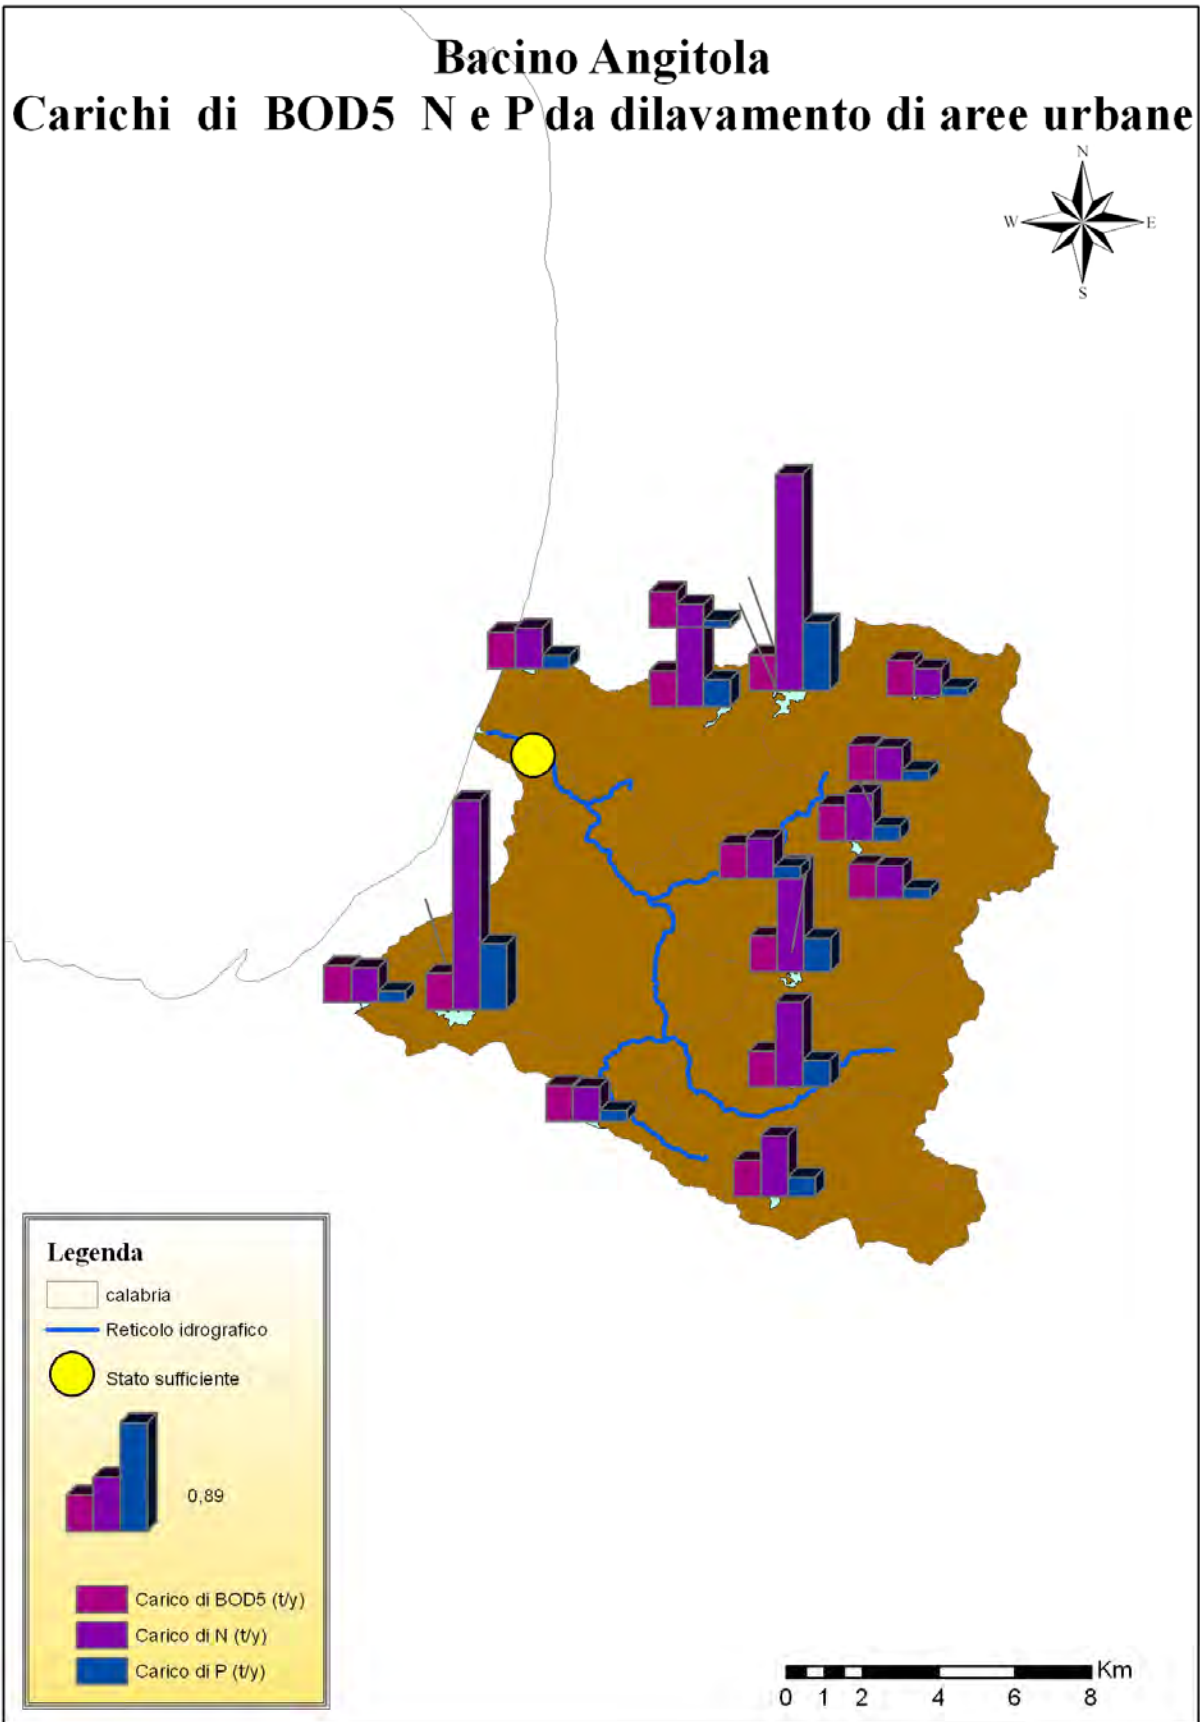 Bacino Angitola
Carichi di BOD5 N e P da dilavamento di aree urbane
N
W E
S
Legenda
calabria
Reticolo idrografico
Stato sufficiente
0,89
Carico di BOD5 (t/y)
Carico di N (t/y)
Carico di P (t/y)
Km
0 1 2 4 6 8